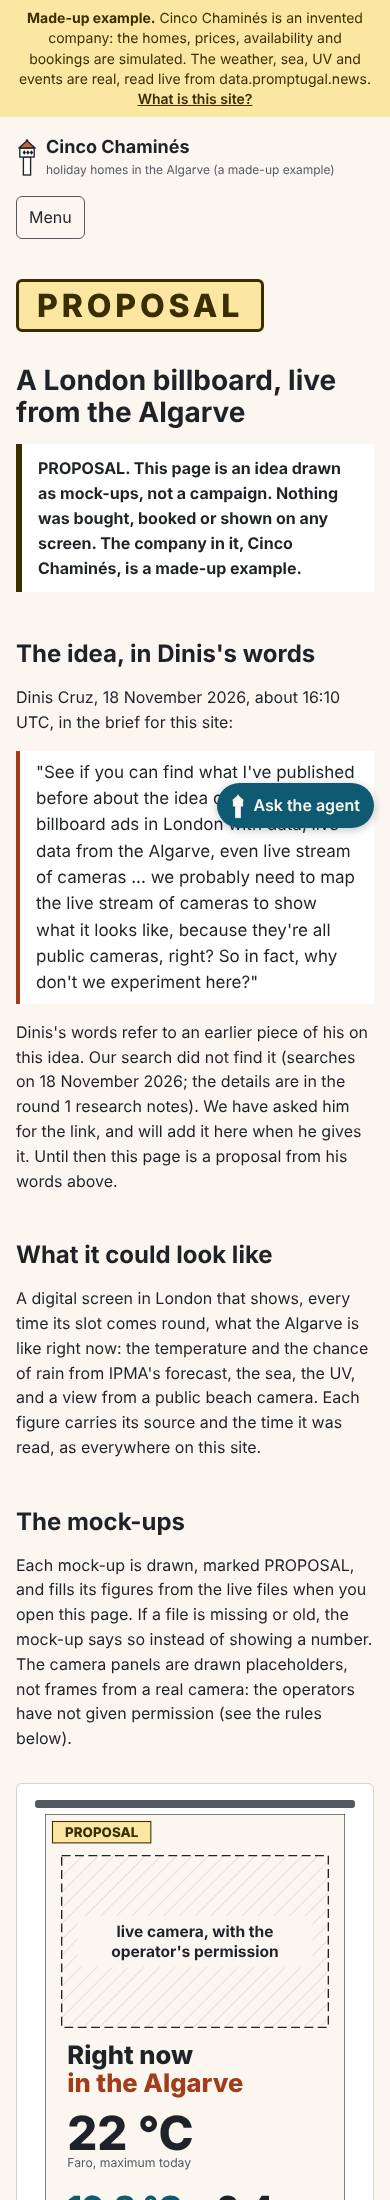 Made-up example. Cinco Chaminés is an invented
company: the homes, prices, availability and
bookings are simulated. The weather, sea, UV and
events are real, read live from data.promptugal.news.
What is this site?
Cinco Chaminés
holiday homes in the Algarve (a made-up example)
Menu
PROPOSAL
A London billboard, live
from the Algarve
PROPOSAL. This page is an idea drawn
as mock-ups, not a campaign. Nothing
was bought, booked or shown on any
screen. The company in it, Cinco
Chaminés, is a made-up example.
The idea, in Dinis's words
Dinis Cruz, 18 November 2026, about 16:10
UTC, in the brief for this site:
"See if you can find what I've published
before about the idea
Ask the agent
billboard ads in London with data, live
data from the Algarve, even live stream
of cameras ... we probably need to map
the live stream of cameras to show
what it looks like, because they're all
public cameras, right? So in fact, why
don't we experiment here?"
Dinis's words refer to an earlier piece of his on
this idea. Our search did not find it (searches
on 18 November 2026; the details are in the
round 1 research notes). We have asked him
for the link, and will add it here when he gives
it. Until then this page is a proposal from his
words above.
What it could look like
A digital screen in London that shows, every
time its slot comes round, what the Algarve is
like right now: the temperature and the chance
of rain from IPMA's forecast, the sea, the UV,
and a view from a public beach camera. Each
figure carries its source and the time it was
read, as everywhere on this site.
The mock-ups
Each mock-up is drawn, marked PROPOSAL,
and fills its figures from the live files when you
open this page. If a file is missing or old, the
mock-up says so instead of showing a number.
The camera panels are drawn placeholders,
not frames from a real camera: the operators
have not given permission (see the rules
below).
PROPOSAL
live camera, with the
operator's permission
Right now
in the Algarve
22 °C
Faro, maximum today